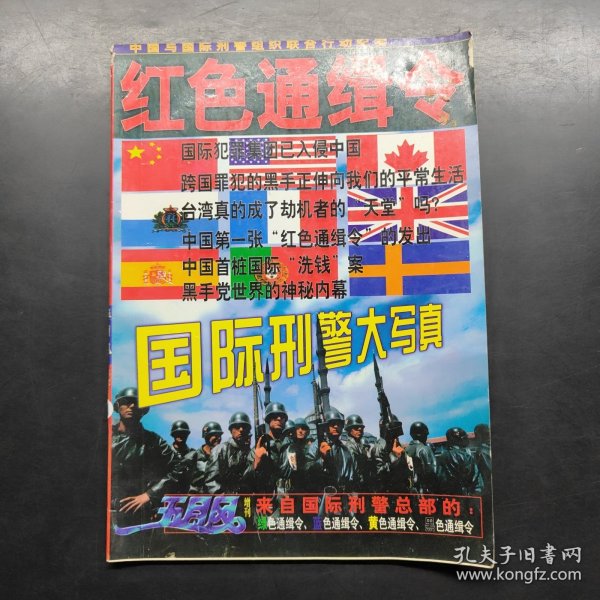 中国与国际刑警组织联合行动纪实
红色通缉令
国际犯罪集团已入侵中国
跨国罪犯的黑手正伸向我们的平常生活
台湾真的成了劫机者的“天堂”吗？
中国第一张“红色通缉令”的发出
中国首桩国际“洗钱”案
黑手党世界的神秘内幕
国际刑警大写真
五月风
增刊
来自国际刑警总部的：
绿色通缉令、蓝色通缉令、黄色通缉令、色通缉令
孔夫子旧书网
www.kongfz.com